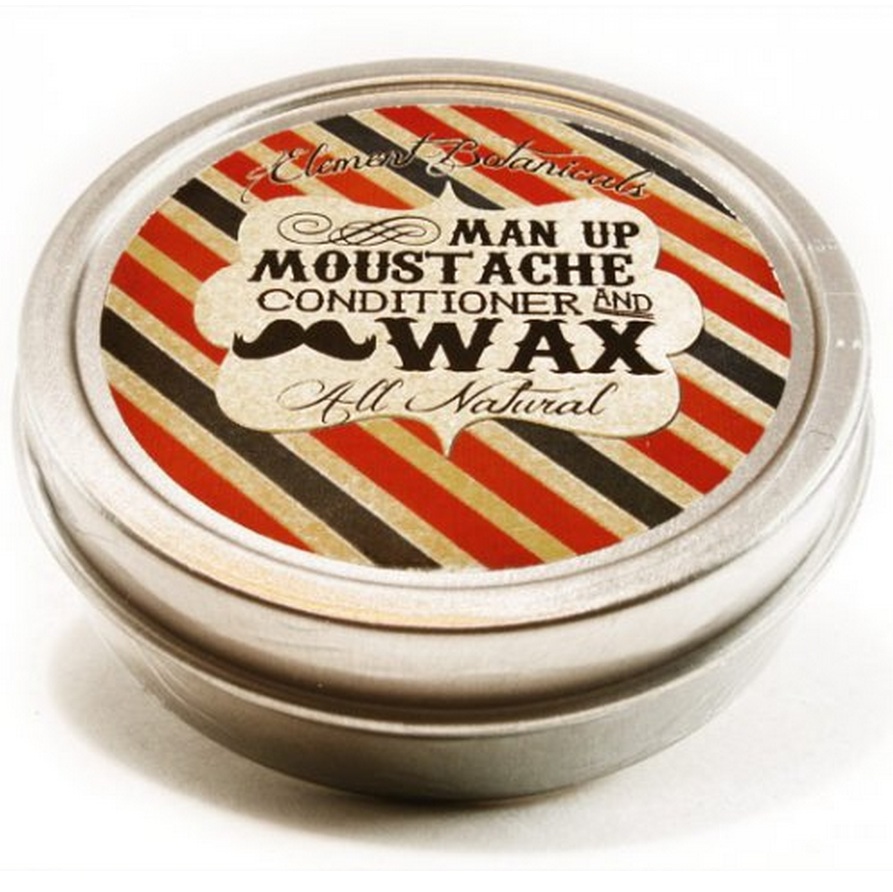 Element Botanicals
MAN UP
MOUSTACHE
CONDITIONER AND
WAX
All Natural